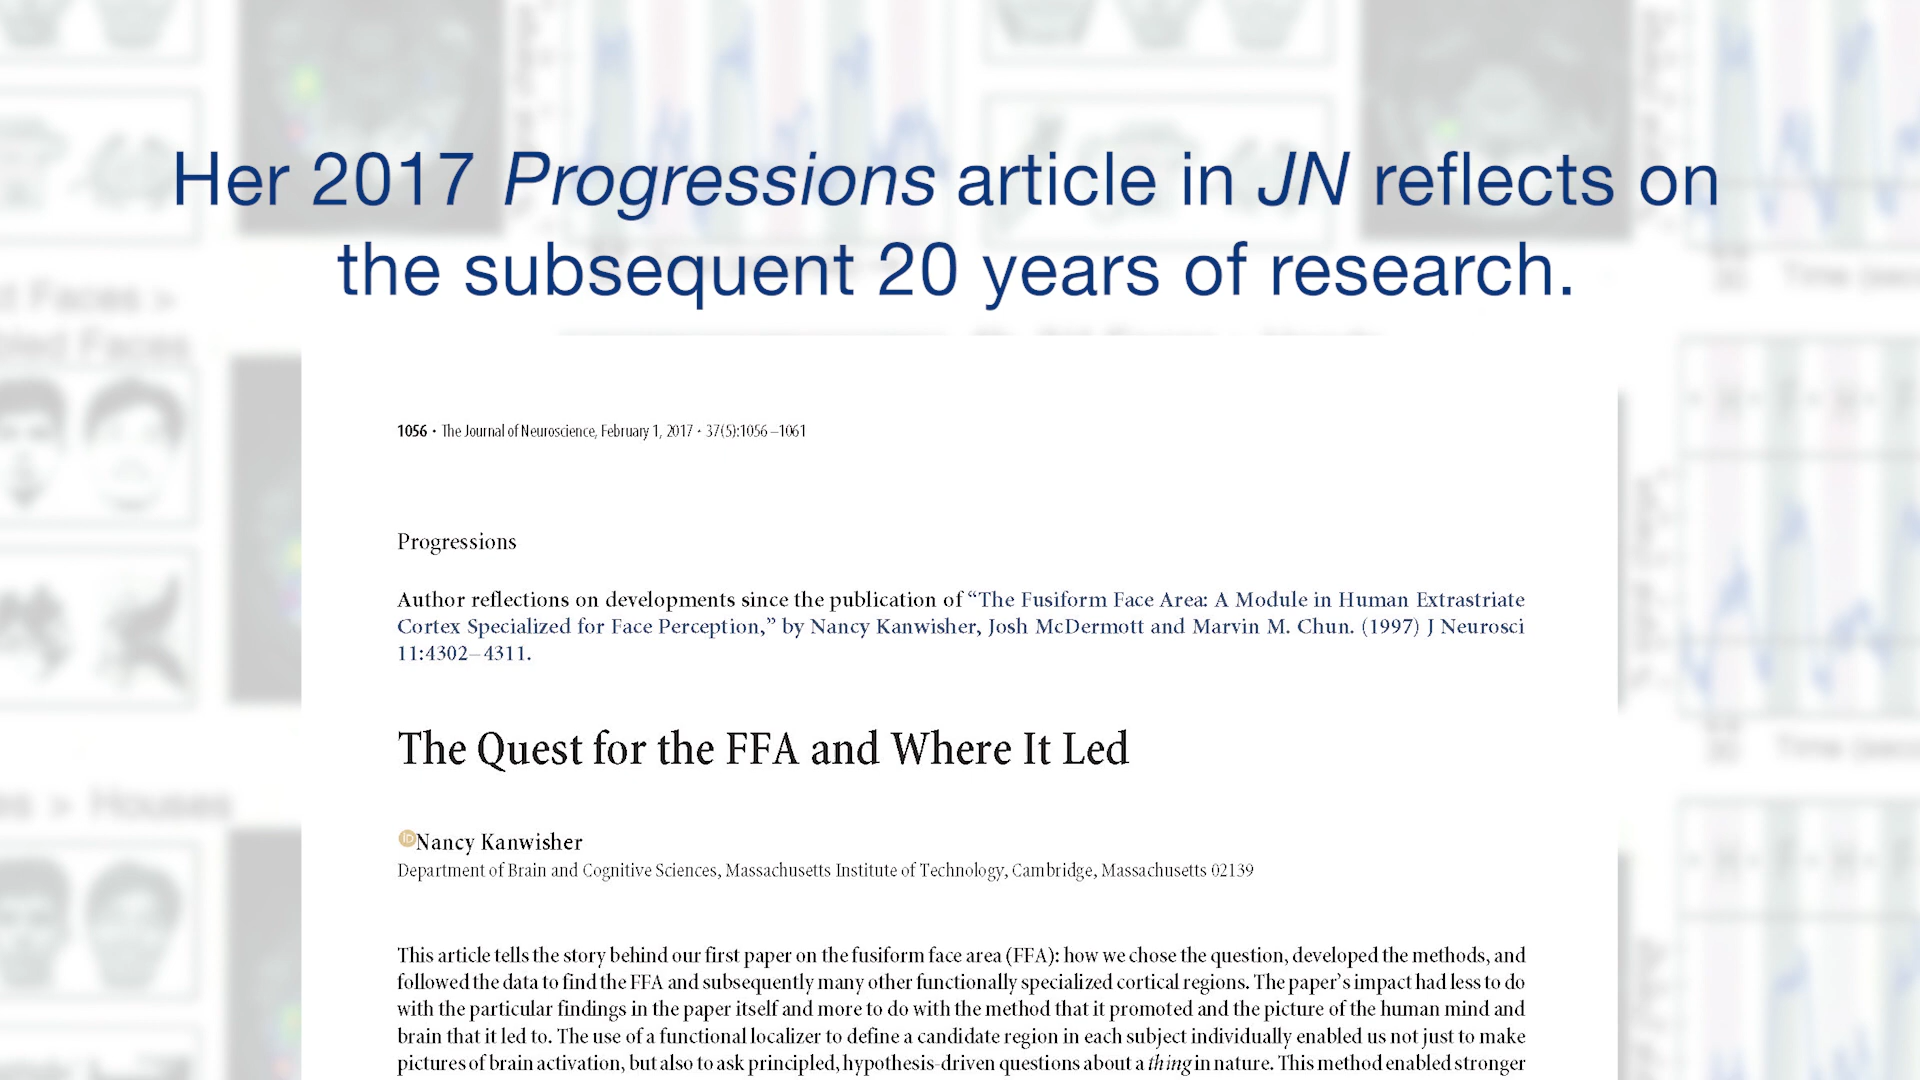 Her 2017 Progressions article in JN reflects on
the subsequent 20 years of research.
Faces >
Faces
> Houses
1056 • The Journal of Neuroscience, February 1, 2017 • 37(5):1056–1061
Progressions
Author reflections on developments since the publication of “The Fusiform Face Area: A Module in Human Extrastriate
Cortex Specialized for Face Perception,” by Nancy Kanwisher, Josh McDermott and Marvin M. Chun. (1997) J Neurosci
11:4302–4311.
The Quest for the FFA and Where It Led
iD Nancy Kanwisher
Department of Brain and Cognitive Sciences, Massachusetts Institute of Technology, Cambridge, Massachusetts 02139
This article tells the story behind our first paper on the fusiform face area (FFA): how we chose the question, developed the methods, and
followed the data to find the FFA and subsequently many other functionally specialized cortical regions. The paper’s impact had less to do
with the particular findings in the paper itself and more to do with the method that it promoted and the picture of the human mind and
brain that it led to. The use of a functional localizer to define a candidate region in each subject individually enabled us not just to make
pictures of brain activation, but also to ask principled, hypothesis-driven questions about a thing in nature. This method enabled stronger